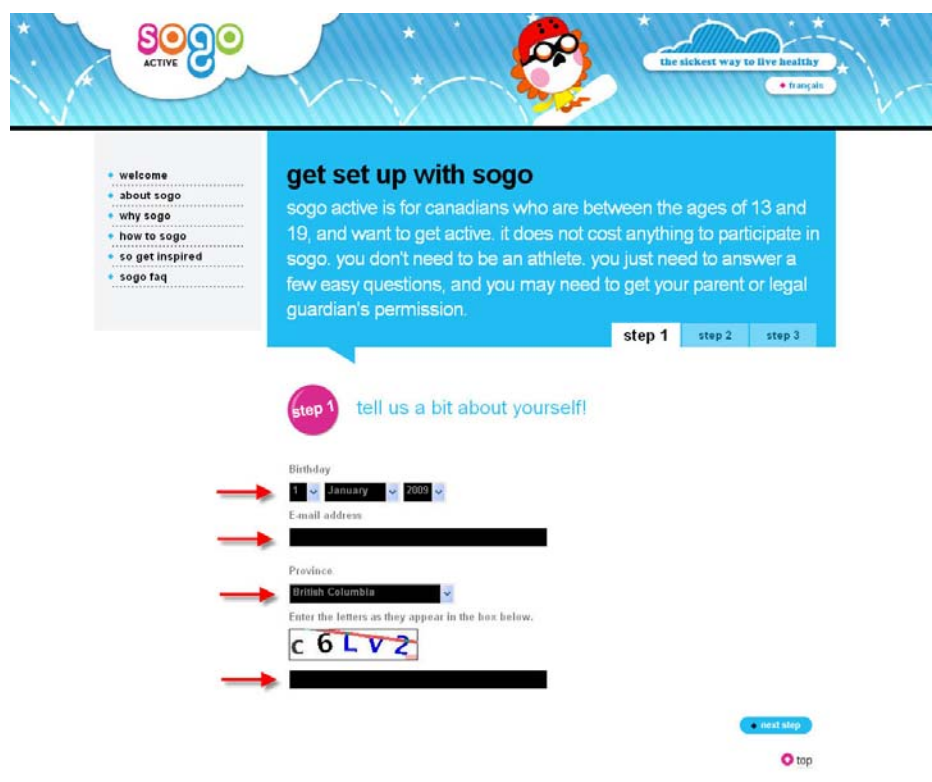 sogo
ACTIVE
the sickest way to live healthy
français
welcome
about sogo
why sogo
how to sogo
so get inspired
sogo faq
get set up with sogo
sogo active is for canadians who are between the ages of 13 and
19, and want to get active. it does not cost anything to participate in
sogo. you don't need to be an athlete. you just need to answer a
few easy questions, and you may need to get your parent or legal
guardian's permission.
step 1 step 2 step 3
step 1 tell us a bit about yourself!
Birthday
1 January 2009
E-mail address
Province
British Columbia
Enter the letters as they appear in the box below.
c 6 L v 2
next step
top